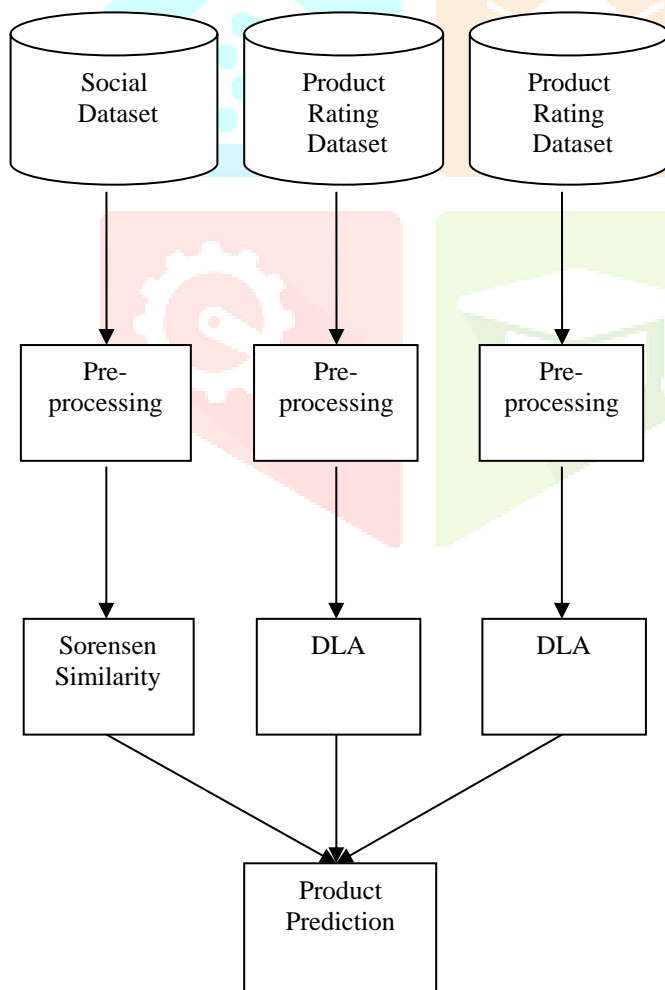 Social
Dataset
Product
Rating
Dataset
Product
Rating
Dataset
Pre-
processing
Pre-
processing
Pre-
processing
Sorensen
Similarity
DLA
DLA
Product
Prediction